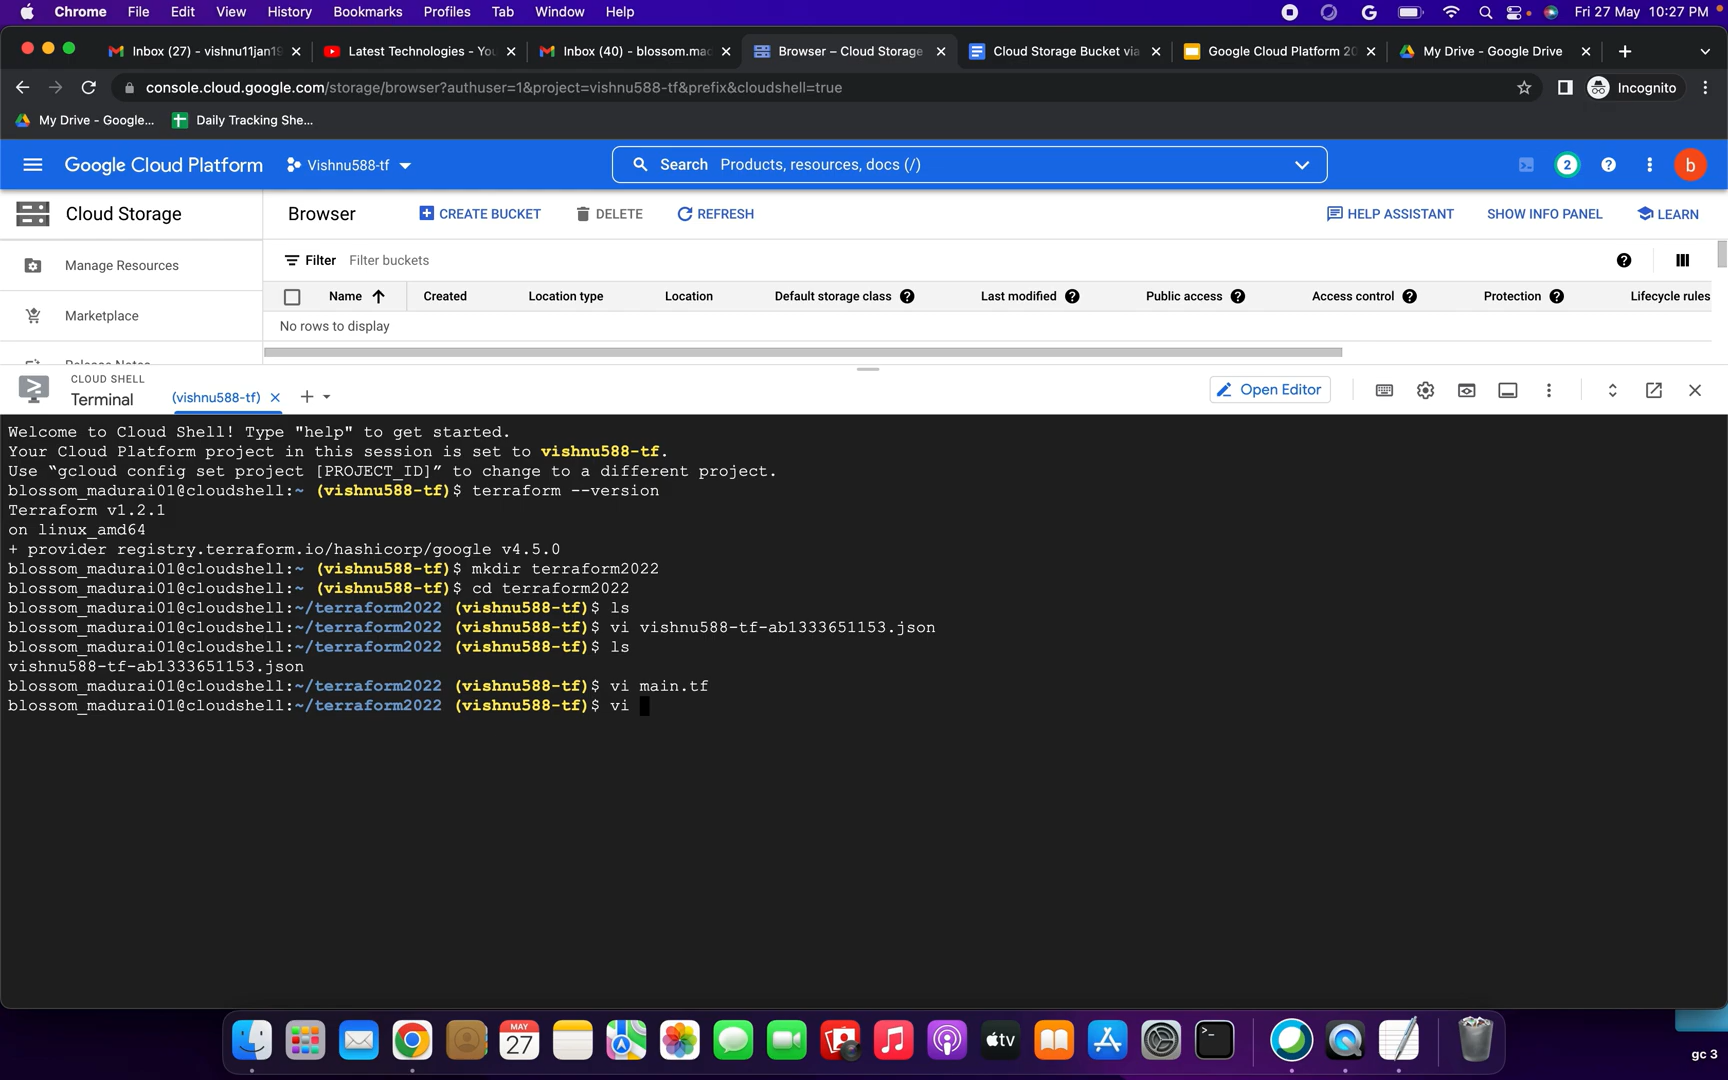 Chrome File Edit View History Bookmarks Profiles Tab Window Help Fri 27 May 10:27 PM
Inbox (27) - vishnu11jan19 Latest Technologies - You Inbox (40) - blossom.mad Browser – Cloud Storage Cloud Storage Bucket via Google Cloud Platform 20 My Drive - Google Drive
console.cloud.google.com/storage/browser?authuser=1&project=vishnu588-tf&prefix&cloudshell=true Incognito
My Drive - Google... Daily Tracking She...
Google Cloud Platform Vishnu588-tf Search Products, resources, docs (/) 2 b
Cloud Storage Browser CREATE BUCKET DELETE REFRESH HELP ASSISTANT SHOW INFO PANEL LEARN
Manage Resources Filter Filter buckets
Name Created Location type Location Default storage class Last modified Public access Access control Protection Lifecycle rules
Marketplace
No rows to display
Release Notes
CLOUD SHELL
Terminal (vishnu588-tf) Open Editor
Welcome to Cloud Shell! Type "help" to get started.
Your Cloud Platform project in this session is set to vishnu588-tf.
Use “gcloud config set project [PROJECT_ID]” to change to a different project.
blossom_madurai01@cloudshell:~ (vishnu588-tf)$ terraform --version
Terraform v1.2.1
on linux_amd64
+ provider registry.terraform.io/hashicorp/google v4.5.0
blossom_madurai01@cloudshell:~ (vishnu588-tf)$ mkdir terraform2022
blossom_madurai01@cloudshell:~ (vishnu588-tf)$ cd terraform2022
blossom_madurai01@cloudshell:~/terraform2022 (vishnu588-tf)$ ls
blossom_madurai01@cloudshell:~/terraform2022 (vishnu588-tf)$ vi vishnu588-tf-ab1333651153.json
blossom_madurai01@cloudshell:~/terraform2022 (vishnu588-tf)$ ls
vishnu588-tf-ab1333651153.json
blossom_madurai01@cloudshell:~/terraform2022 (vishnu588-tf)$ vi main.tf
blossom_madurai01@cloudshell:~/terraform2022 (vishnu588-tf)$ vi
MAY
27
tv
gc 3